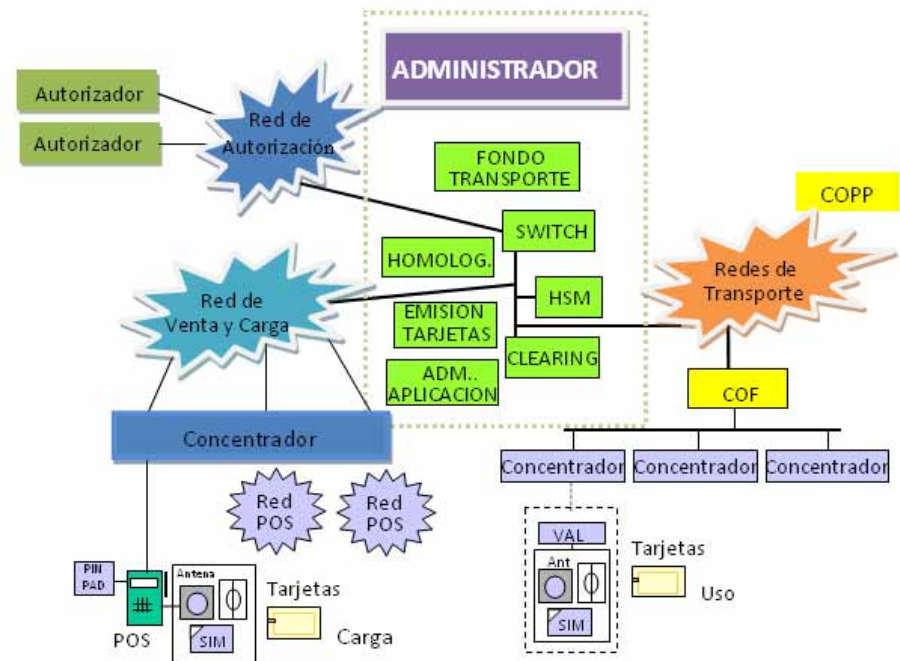 ADMINISTRADOR
Autorizador
Autorizador
Red de
Autorización
FONDO
TRANSPORTE
COPP
SWITCH
HOMOLOG.
Redes de
Transporte
Red de
Venta y Carga
HSM
EMISION
TARJETAS
CLEARING
ADM..
APLICACION
COF
Concentrador
Concentrador
Concentrador
Concentrador
Red
POS
Red
POS
VAL
Ant
SIM
Tarjetas
Uso
PIN
PAD
POS
Antena
SIM
Tarjetas
Carga